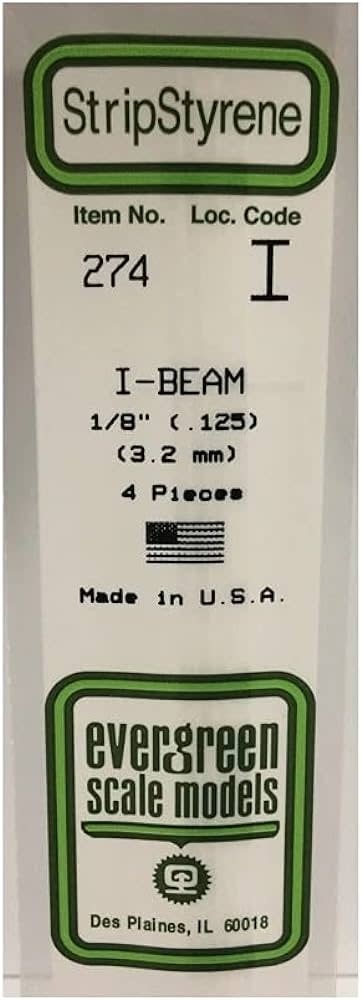 StripStyrene
Item No. Loc. Code
274 I
I-BEAM
1/8" (.125)
(3.2 mm)
4 Pieces
Made in U.S.A.
evergreen
scale models
Des Plaines, IL 60018